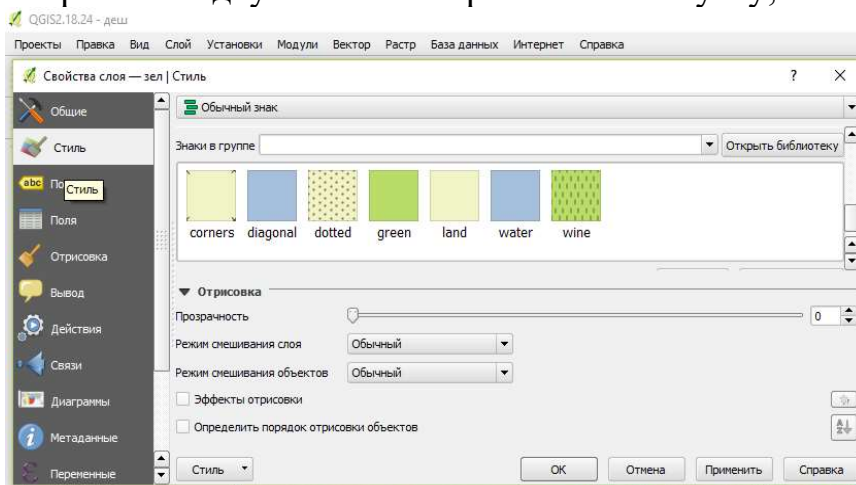 QGIS2.18.24 - деш
Проекты Правка Вид Слой Установки Модули Вектор Растр База данных Интернет Справка
Свойства слоя — зел | Стиль ? X
Общие
Обычный знак
Стиль
Знаки в группе Открыть библиотеку
abc По
Стиль
Поля
corners diagonal dotted green land water wine
Отрисовка
Отрисовка
Вывод
Прозрачность 0
Действия
Режим смешивания слоя Обычный
Связи
Режим смешивания объектов Обычный
Диаграммы
Эффекты отрисовки
Определить порядок отрисовки объектов
Метаданные
Переменные
Стиль ОК Отмена Применить Справка